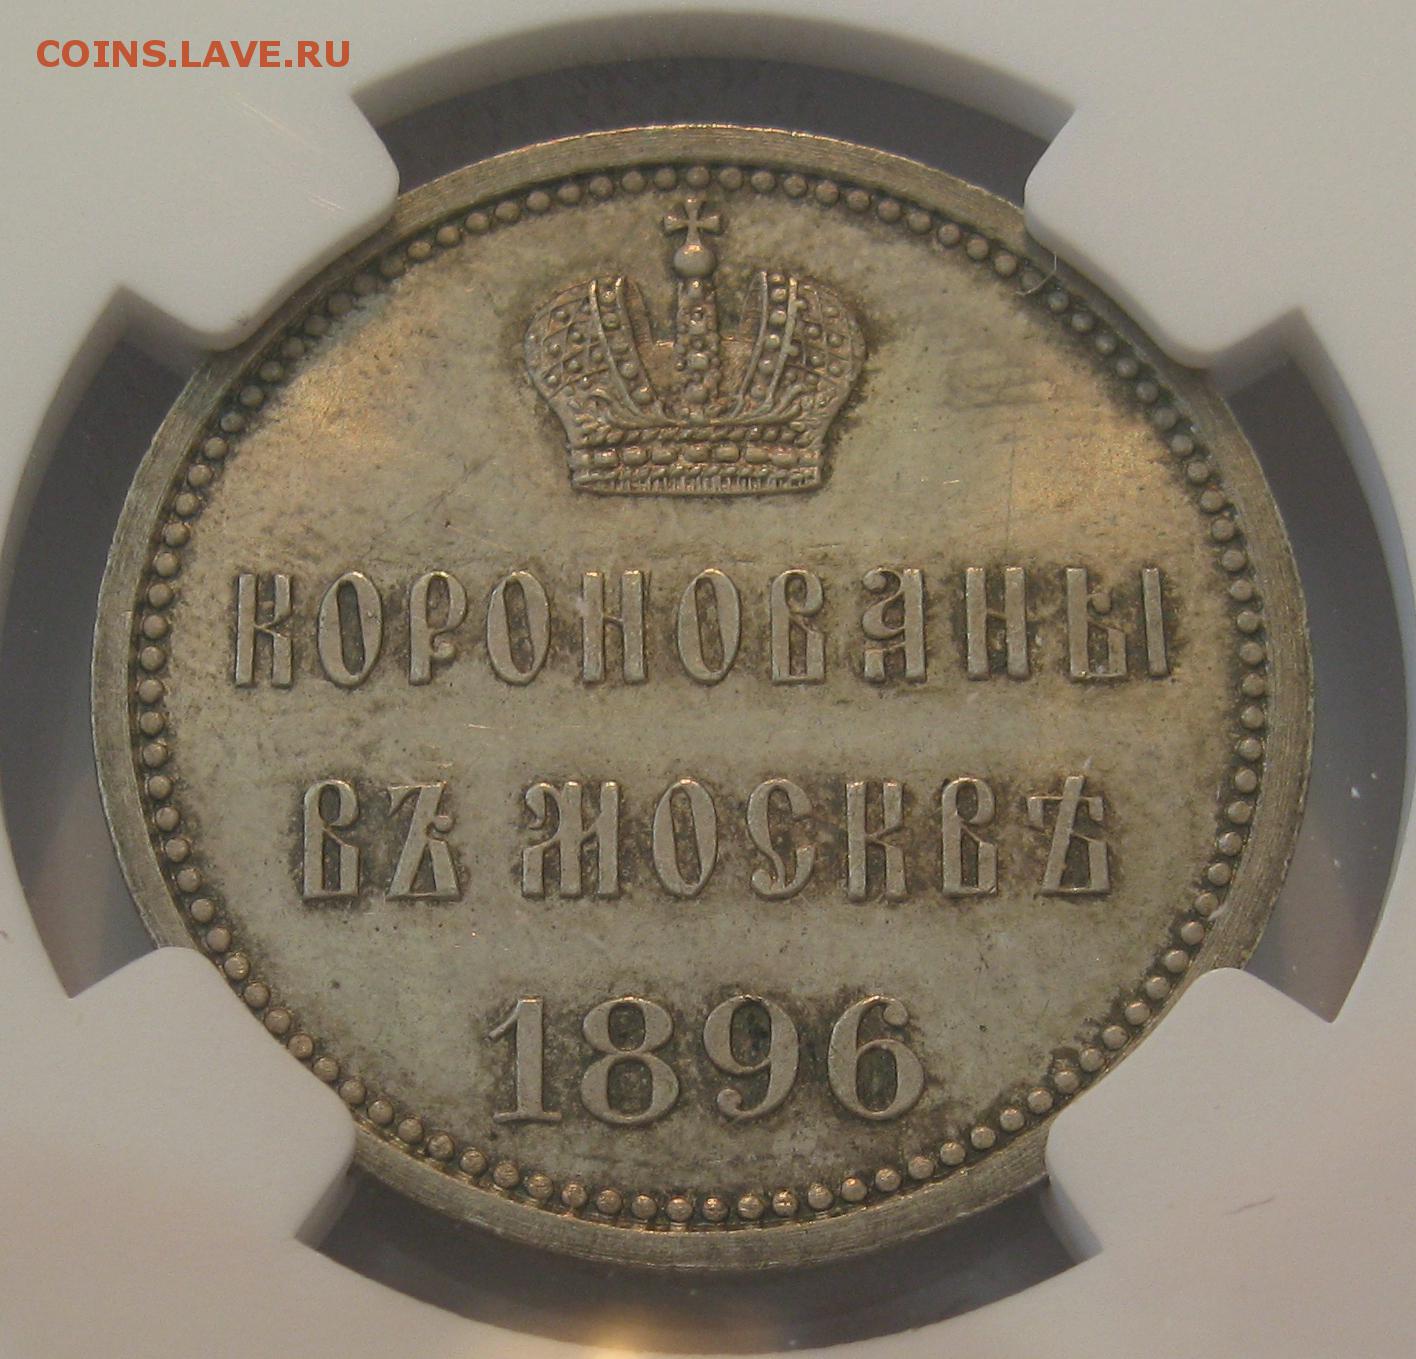 COINS.LAVE.RU
КОРОНОВАНЫ
ВЪ МОСКВѢ
1896